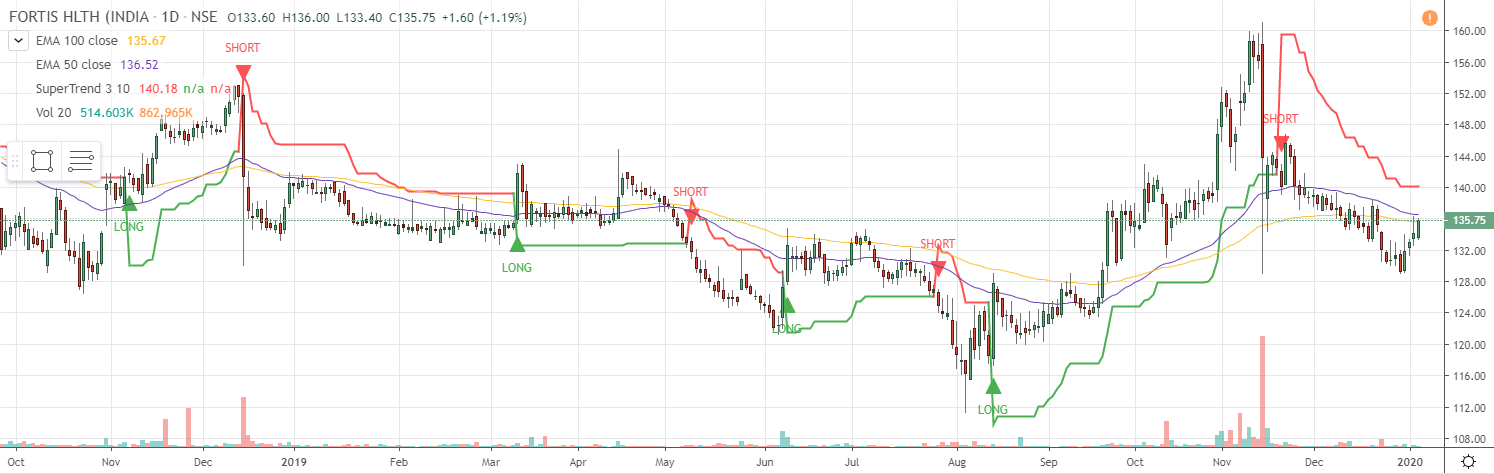 FORTIS HLTH (INDIA · 1D · NSE O133.60 H136.00 L133.40 C135.75 +1.60 (+1.19%)
EMA 100 close 135.67
EMA 50 close 136.52
SuperTrend 3 10 140.18 n/a n/a
Vol 20 514.603K 862.965K
SHORT
LONG
LONG
SHORT
LONG
SHORT
LONG
SHORT
160.00
156.00
152.00
148.00
144.00
140.00
135.75
132.00
128.00
124.00
120.00
116.00
112.00
108.00
Oct Nov Dec 2019 Feb Mar Apr May Jun Jul Aug Sep Oct Nov Dec 2020